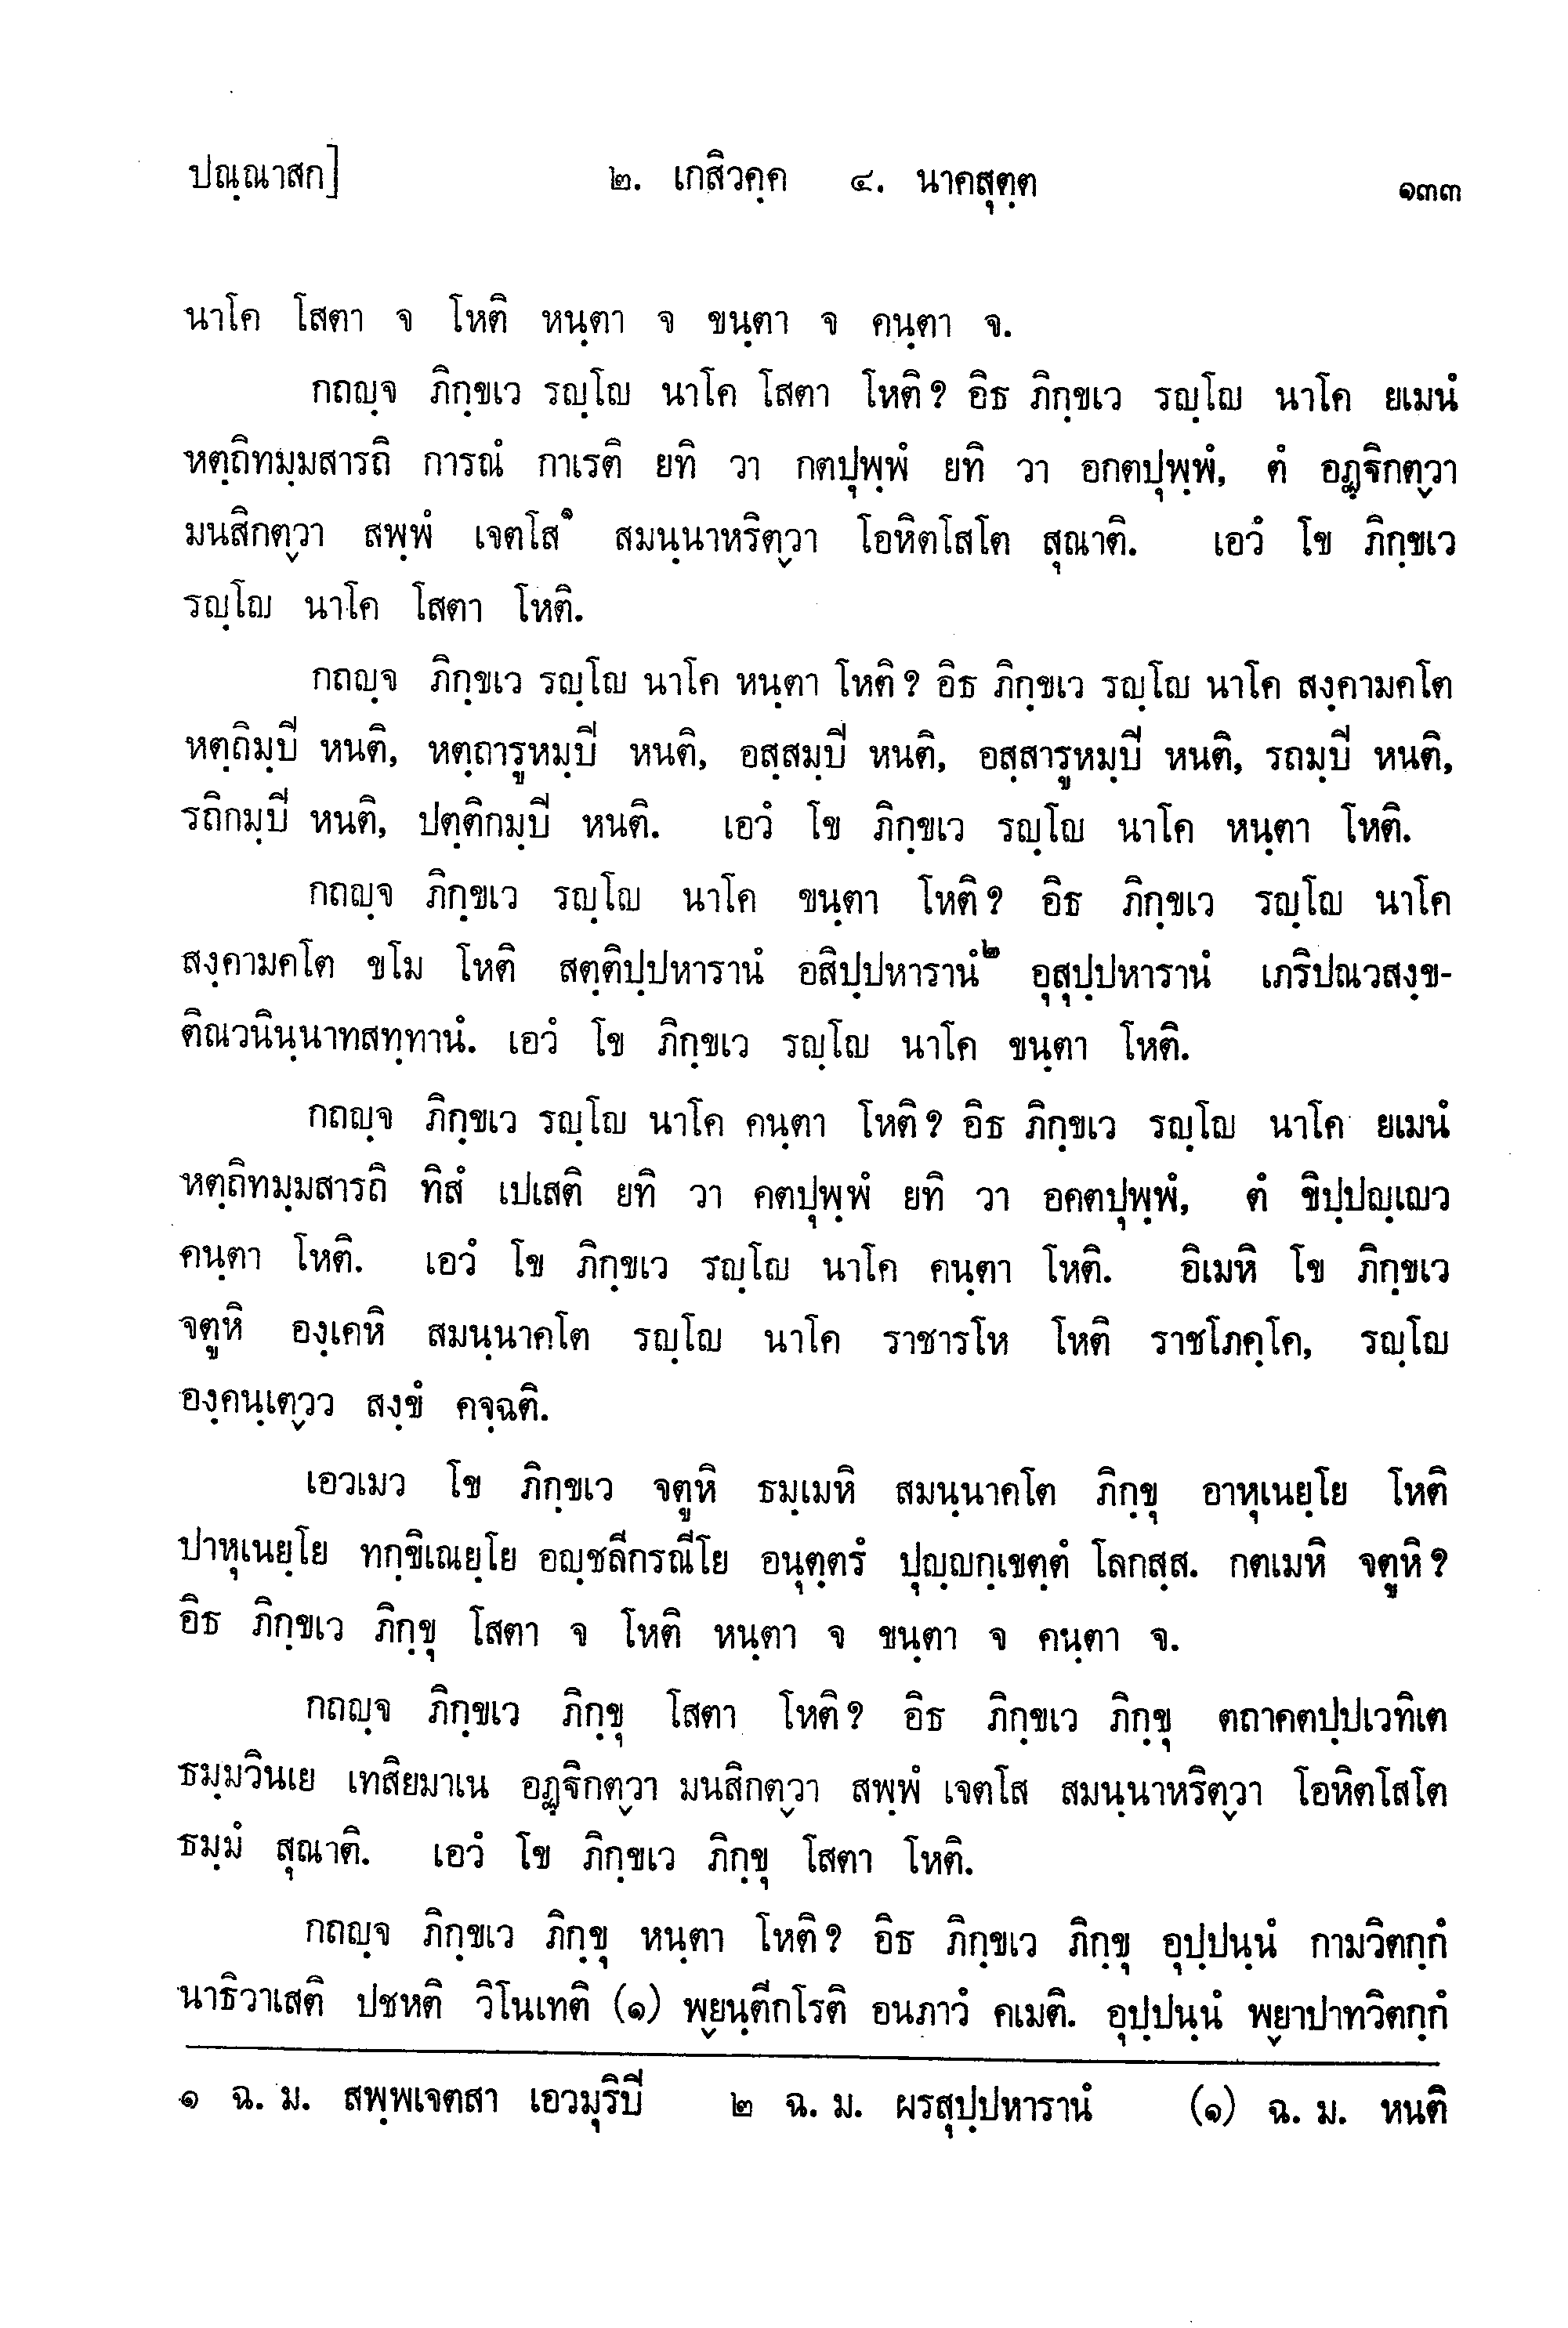 ปณฺณาสก]	๒. เกสิวคฺค ๔. นาคสุตฺต	๑๓๓
นาโค โสตา จ โหติ หนฺตา จ ขนฺตา จ คนฺตา จ.
กถญฺจ ภิกฺขเว รญฺโญ นาโค โสตา โหติ? อิธ ภิกฺขเว รญฺโญ นาโค ยเมนํ
หตฺถิทมฺมสารถิ การณํ กาเรติ ยทิ วา กตปุพฺพํ ยทิ วา อกตปุพฺพํ, ตํ อฏฺฐิกตฺวา
มนสิกตฺวา สพฺพํ เจตโส๑ สมนฺนาหริตฺวา โอหิตโสโต สุณาติ. เอวํ โข ภิกฺขเว
รญฺโญ นาโค โสตา โหติ.
กถญฺจ ภิกฺขเว รญฺโญ นาโค หนฺตา โหติ? อิธ ภิกฺขเว รญฺโญ นาโค สงฺคามคโต
หตฺถิมฺปี หนติ, หตฺถารูหมฺปี หนติ, อสฺสมฺปี หนติ, อสฺสารูหมฺปี หนติ, รถมฺปี หนติ,
รถิกมฺปี หนติ, ปตฺติกมฺปี หนติ. เอวํ โข ภิกฺขเว รญฺโญ นาโค หนฺตา โหติ.
กถญฺจ ภิกฺขเว รญฺโญ นาโค ขนฺตา โหติ? อิธ ภิกฺขเว รญฺโญ นาโค
สงฺคามคโต ขโม โหติ สตฺติปฺปหารานํ อสิปฺปหารานํ๒ อุสุปฺปหารานํ เภริปณวสงฺข-
ติณวนินฺนาทสทฺทานํ. เอวํ โข ภิกฺขเว รญฺโญ นาโค ขนฺตา โหติ.
กถญฺจ ภิกฺขเว รญฺโญ นาโค คนฺตา โหติ? อิธ ภิกฺขเว รญฺโญ นาโค ยเมนํ
หตฺถิทมฺมสารถิ ทิสํ เปเสติ ยทิ วา คตปุพฺพํ ยทิ วา อคตปุพฺพํ, ตํ ขิปฺปญฺเญว
คนฺตา โหติ. เอวํ โข ภิกฺขเว รญฺโญ นาโค คนฺตา โหติ. อิเมหิ โข ภิกฺขเว
จตูหิ องฺเคหิ สมนฺนาคโต รญฺโญ นาโค ราชารโห โหติ ราชโภคฺโค, รญฺโญ
องฺคนฺเตฺวว สงฺขํ คจฺฉติ.
เอวเมว โข ภิกฺขเว จตูหิ ธมฺเมหิ สมนฺนาคโต ภิกฺขุ อาหุเนยฺโย โหติ
ปาหุเนยฺโย ทกฺขิเณยฺโย อญฺชลีกรณีโย อนุตฺตรํ ปุญฺญกฺเขตฺตํ โลกสฺส. กตเมหิ จตูหิ?
อิธ ภิกฺขเว ภิกฺขุ โสตา จ โหติ หนฺตา จ ขนฺตา จ คนฺตา จ.
กถญฺจ ภิกฺขเว ภิกฺขุ โสตา โหติ? อิธ ภิกฺขเว ภิกฺขุ ตถาคตปฺปเวทิเต
ธมฺมวินเย เทสิยมาเน อฏฺฐิกตฺวา มนสิกตฺวา สพฺพํ เจตโส สมนฺนาหริตฺวา โอหิตโสโต
ธมฺมํ สุณาติ. เอวํ โข ภิกฺขเว ภิกฺขุ โสตา โหติ.
กถญฺจ ภิกฺขเว ภิกฺขุ หนฺตา โหติ? อิธ ภิกฺขเว ภิกฺขุ อุปฺปนฺนํ กามวิตกฺกํ
นาธิวาเสติ ปชหติ วิโนเทติ (๑) พฺยนฺตีกโรติ อนภาวํ คเมติ. อุปฺปนฺนํ พฺยาปาทวิตกฺกํ
๑ ฉ. ม. สพฺพเจตสา เอวมุริปี ๒ ฉ. ม. ผรสุปฺปหารานํ (๑) ฉ. ม. หนติ